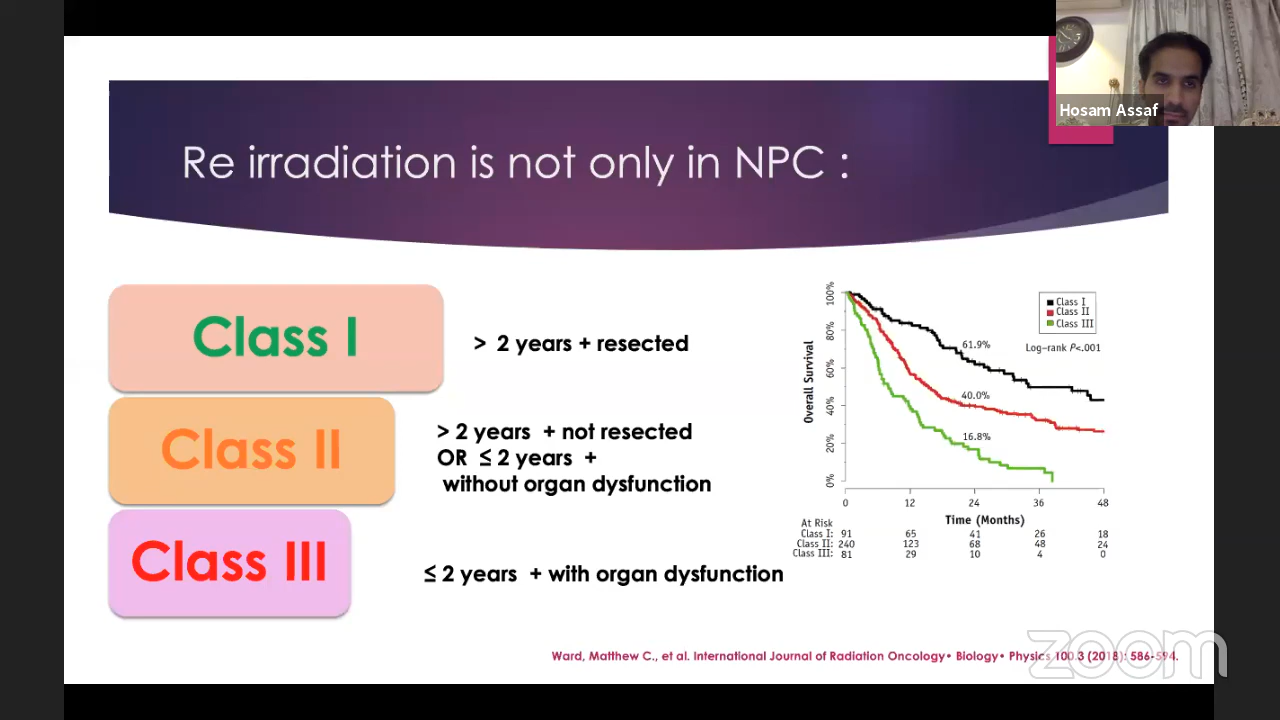 Hosam Assaf
Re irradiation is not only in NPC :
Class I
> 2 years + resected
Class II
> 2 years + not resected
OR ≤ 2 years +
without organ dysfunction
Class III
≤ 2 years + with organ dysfunction
Overall Survival
100%
80%
60%
40%
20%
0%
Class I
Class II
Class III
Log-rank P<.001
61.9%
40.0%
16.8%
0 12 24 36 48
Time (Months)
At Risk
Class I: 91 65 41 26 18
Class II: 240 123 68 48 24
Class III: 81 29 10 4 0
Ward, Matthew C., et al. International Journal of Radiation Oncology• Biology• Physics 100.3 (2018): 586-594.
zoom